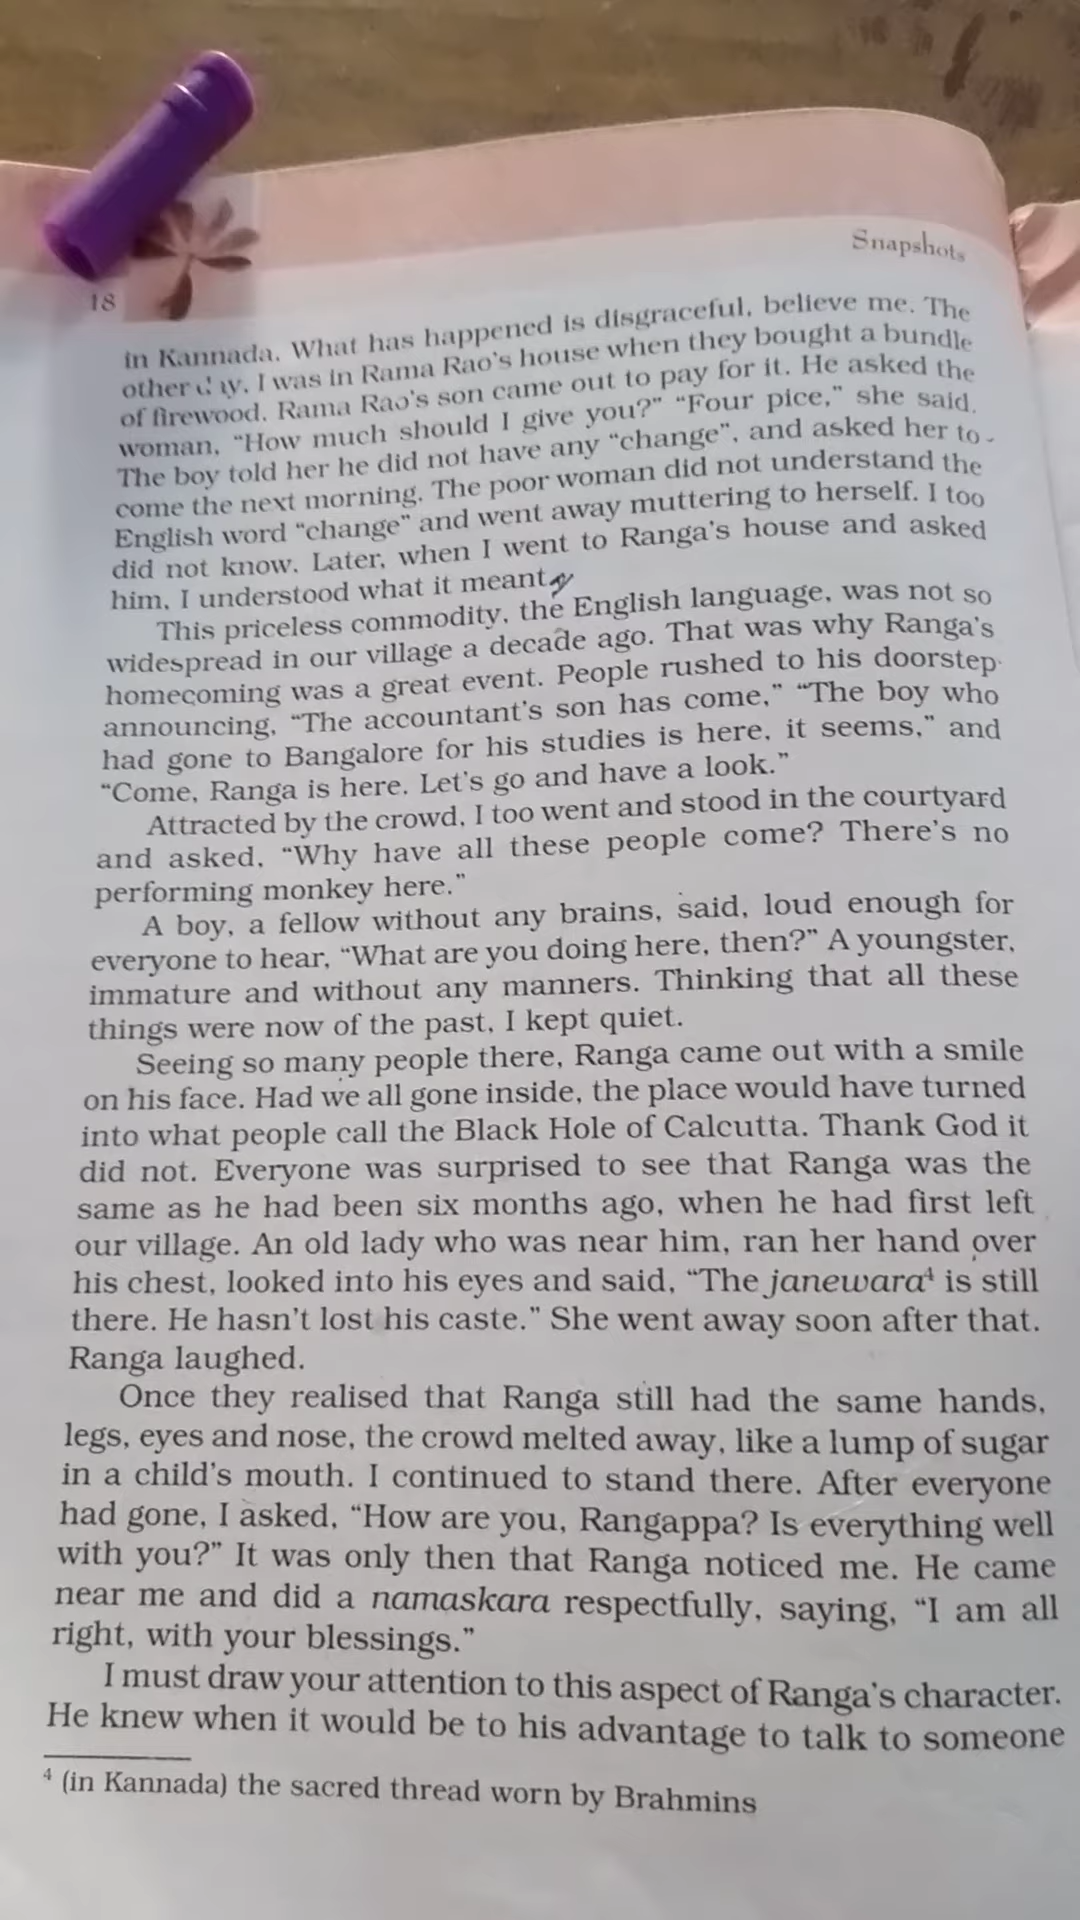 Snapshots
18
in Kannada. What has happened is disgraceful, believe me. The
other day, I was in Rama Rao's house when they bought a bundle
of firewood. Rama Rao's son came out to pay for it. He asked the
woman, “How much should I give you?” “Four pice,” she said.
The boy told her he did not have any “change”, and asked her to
come the next morning. The poor woman did not understand the
English word “change” and went away muttering to herself. I too
did not know. Later, when I went to Ranga's house and asked
him, I understood what it meant.
This priceless commodity, the English language, was not so
widespread in our village a decade ago. That was why Ranga's
homecoming was a great event. People rushed to his doorstep
announcing, “The accountant's son has come,” “The boy who
had gone to Bangalore for his studies is here, it seems,” and
“Come, Ranga is here. Let's go and have a look.”
Attracted by the crowd, I too went and stood in the courtyard
and asked, “Why have all these people come? There's no
performing monkey here.”
A boy, a fellow without any brains, said, loud enough for
everyone to hear, “What are you doing here, then?” A youngster,
immature and without any manners. Thinking that all these
things were now of the past, I kept quiet.
Seeing so many people there, Ranga came out with a smile
on his face. Had we all gone inside, the place would have turned
into what people call the Black Hole of Calcutta. Thank God it
did not. Everyone was surprised to see that Ranga was the
same as he had been six months ago, when he had first left
our village. An old lady who was near him, ran her hand over
his chest, looked into his eyes and said, “The janewara⁴ is still
there. He hasn't lost his caste.” She went away soon after that.
Ranga laughed.
Once they realised that Ranga still had the same hands,
legs, eyes and nose, the crowd melted away, like a lump of sugar
in a child's mouth. I continued to stand there. After everyone
had gone, I asked, “How are you, Rangappa? Is everything well
with you?” It was only then that Ranga noticed me. He came
near me and did a namaskara respectfully, saying, “I am all
right, with your blessings.”
I must draw your attention to this aspect of Ranga's character.
He knew when it would be to his advantage to talk to someone
⁴ (in Kannada) the sacred thread worn by Brahmins